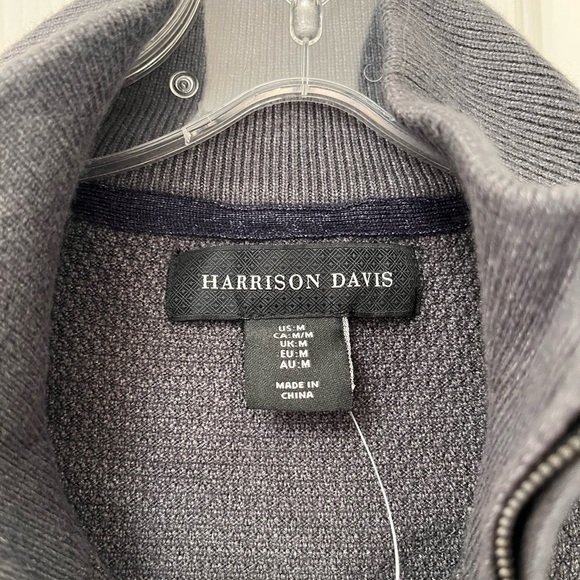 HARRISON DAVIS
US:M
CA:M/M
UK:M
EU:M
AU:M
MADE IN
CHINA